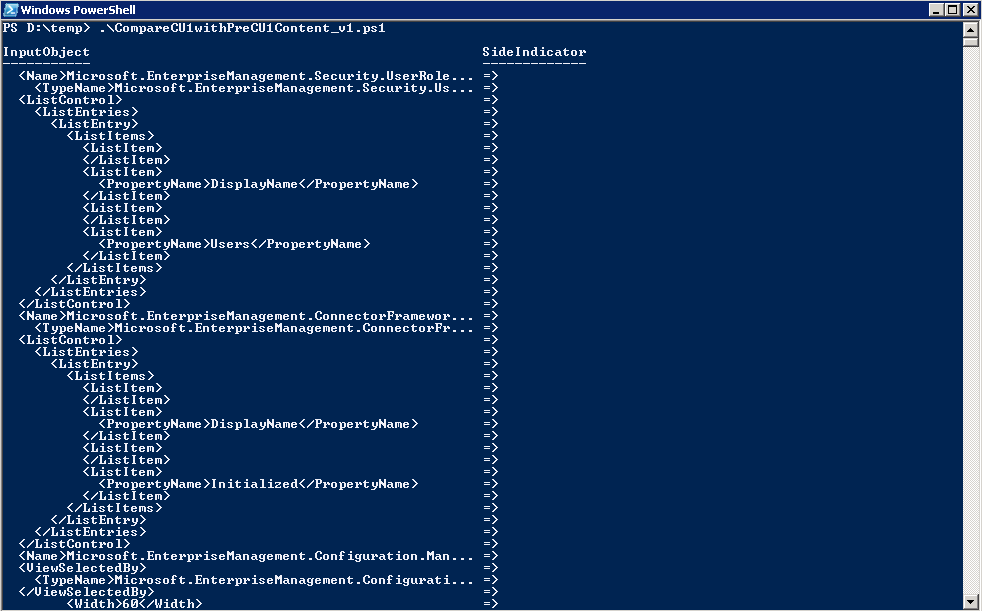 Windows PowerShell
PS D:\temp> .\CompareCU1withPreCU1Content_v1.ps1
InputObject SideIndicator
----------- -------------
<Name>Microsoft.EnterpriseManagement.Security.UserRole... =>
<TypeName>Microsoft.EnterpriseManagement.Security.Us... =>
<ListControl> =>
<ListEntries> =>
<ListEntry> =>
<ListItems> =>
<ListItem> =>
</ListItem> =>
<ListItem> =>
<PropertyName>DisplayName</PropertyName> =>
</ListItem> =>
<ListItem> =>
</ListItem> =>
<ListItem> =>
<PropertyName>Users</PropertyName> =>
</ListItem> =>
</ListItems> =>
</ListEntry> =>
</ListEntries> =>
</ListControl> =>
<Name>Microsoft.EnterpriseManagement.ConnectorFramewor... =>
<TypeName>Microsoft.EnterpriseManagement.ConnectorFr... =>
<ListControl> =>
<ListEntries> =>
<ListEntry> =>
<ListItems> =>
<ListItem> =>
</ListItem> =>
<ListItem> =>
<PropertyName>DisplayName</PropertyName> =>
</ListItem> =>
<ListItem> =>
</ListItem> =>
<ListItem> =>
<PropertyName>Initialized</PropertyName> =>
</ListItem> =>
</ListItems> =>
</ListEntry> =>
</ListEntries> =>
</ListControl> =>
<Name>Microsoft.EnterpriseManagement.Configuration.Man... =>
<ViewSelectedBy> =>
<TypeName>Microsoft.EnterpriseManagement.Configurati... =>
</ViewSelectedBy> =>
<Width>60</Width> =>